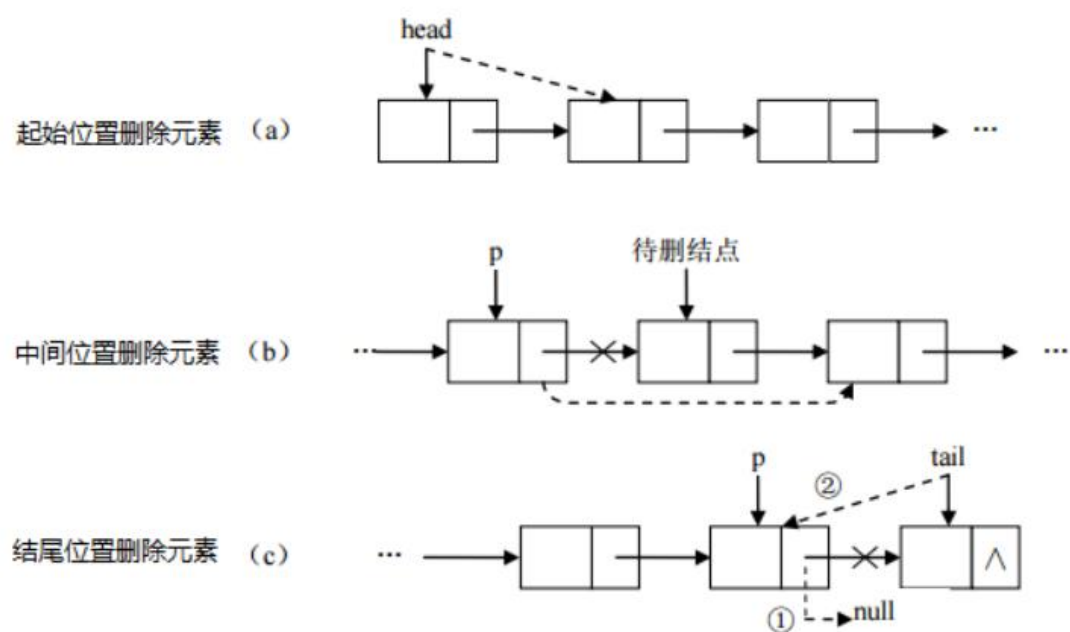 head
起始位置删除元素 （a） ...
p 待删结点
中间位置删除元素 （b） ... ...
p tail
②
结尾位置删除元素 （c） ... ∧
① null